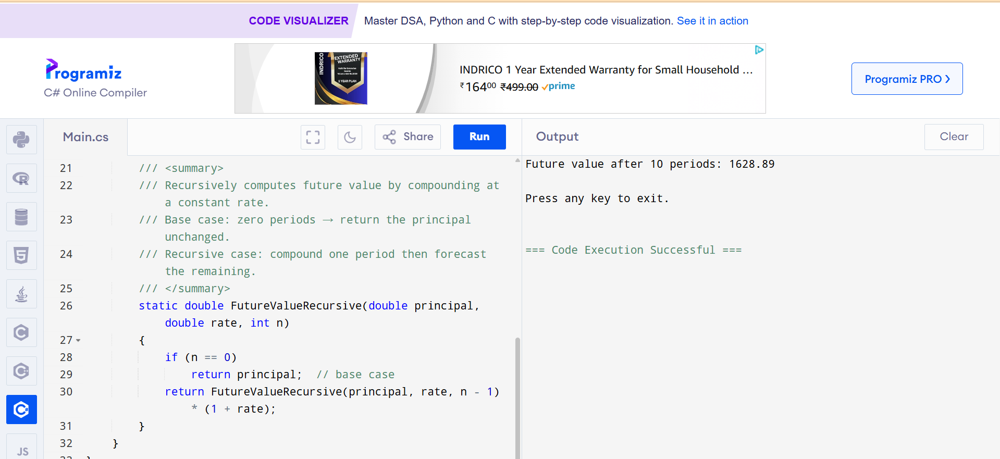 CODE VISUALIZER Master DSA, Python and C with step-by-step code visualization. See it in action
Programiz
C# Online Compiler
INDRICO
EXTENDED
WARRANTY
1 YEAR PLAN
INDRICO 1 Year Extended Warranty for Small Household ...
₹16400 ₹499.00 prime
Programiz PRO
Main.cs
Share
Run
Output
Clear
21 /// <summary>
22 /// Recursively computes future value by compounding at
a constant rate.
23 /// Base case: zero periods → return the principal
unchanged.
24 /// Recursive case: compound one period then forecast
the remaining.
25 /// </summary>
26 static double FutureValueRecursive(double principal,
double rate, int n)
27 {
28 if (n == 0)
29 return principal;  // base case
30 return FutureValueRecursive(principal, rate, n - 1)
* (1 + rate);
31 }
32 }
Future value after 10 periods: 1628.89
Press any key to exit.
=== Code Execution Successful ===
JS